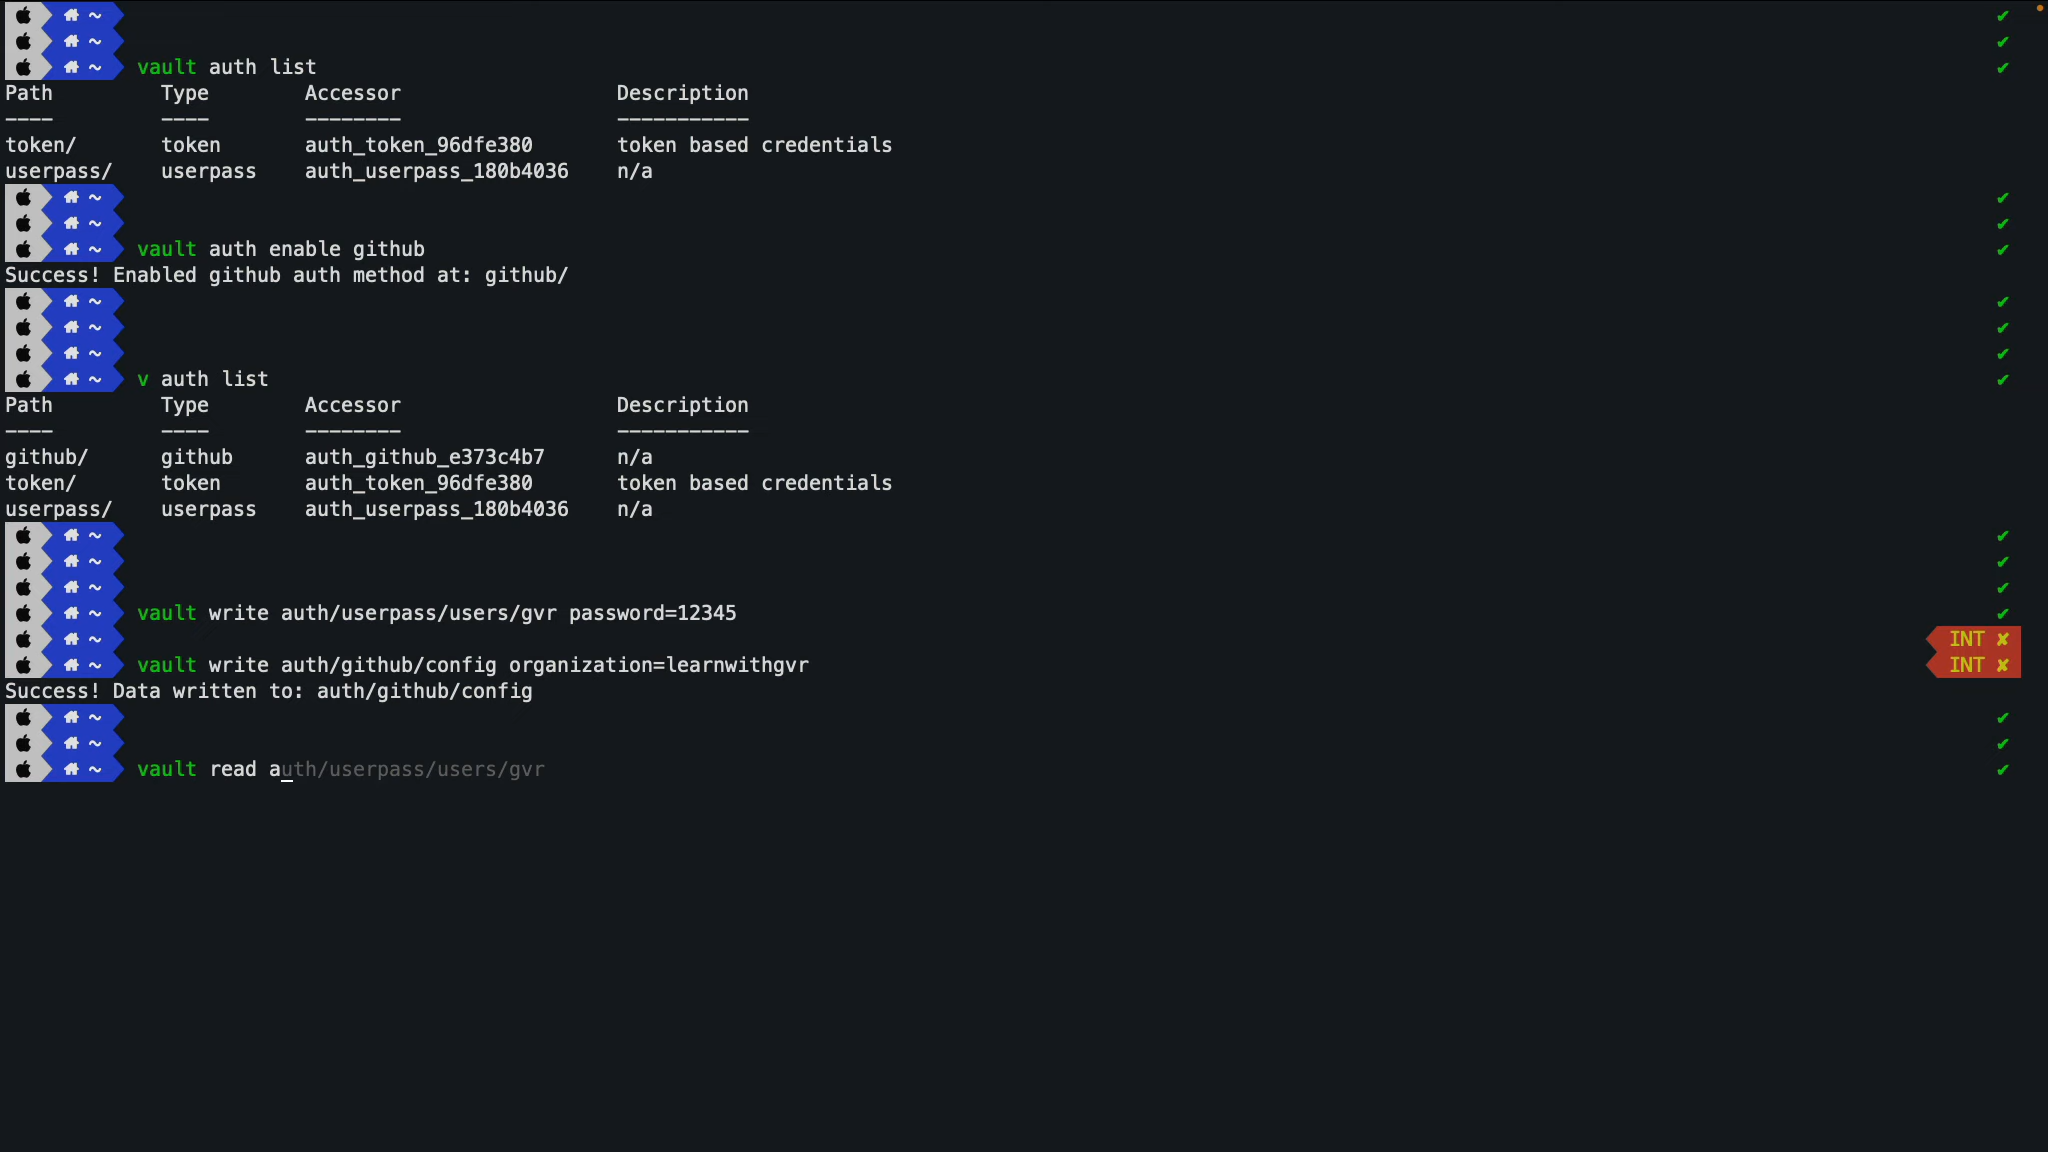 ~
~
~ vault auth list
Path Type Accessor Description
---- ---- -------- -----------
token/ token auth_token_96dfe380 token based credentials
userpass/ userpass auth_userpass_180b4036 n/a
~
~
~ vault auth enable github
Success! Enabled github auth method at: github/
~
~
~
~ v auth list
Path Type Accessor Description
---- ---- -------- -----------
github/ github auth_github_e373c4b7 n/a
token/ token auth_token_96dfe380 token based credentials
userpass/ userpass auth_userpass_180b4036 n/a
~
~
~
~ vault write auth/userpass/users/gvr password=12345
~ INT ✘
~ vault write auth/github/config organization=learnwithgvr INT ✘
Success! Data written to: auth/github/config
~
~
~ vault read auth/userpass/users/gvr